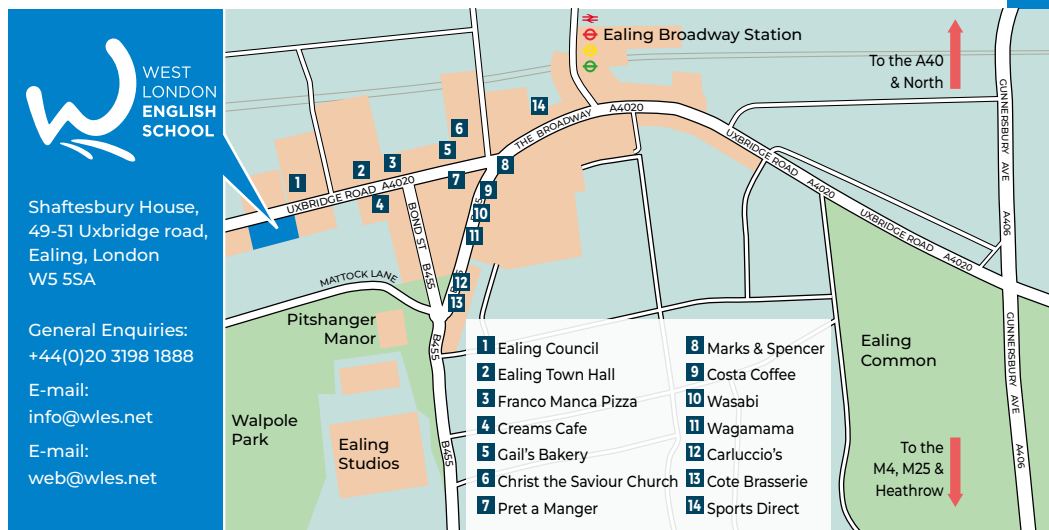 WEST
LONDON
ENGLISH
SCHOOL
Shaftesbury House,
49-51 Uxbridge road,
Ealing, London
W5 5SA
General Enquiries:
+44(0)20 3198 1888
E-mail:
info@wles.net
E-mail:
web@wles.net
Ealing Broadway Station
To the A40
& North
GUNNERSBURY AVE
A406
GUNNERSBURY AVE
A406
THE BROADWAY A4020
UXBRIDGE ROAD A4020
UXBRIDGE ROAD A4020
UXBRIDGE ROAD A4020
BOND ST B455
MATTOCK LANE
B455
B455
1
2
3
4
5
6
7
8
9
10
11
12
13
14
Pitshanger
Manor
Walpole
Park
Ealing
Studios
Ealing
Common
To the
M4, M25 &
Heathrow
1 Ealing Council
2 Ealing Town Hall
3 Franco Manca Pizza
4 Creams Cafe
5 Gail's Bakery
6 Christ the Saviour Church
7 Pret a Manger
8 Marks & Spencer
9 Costa Coffee
10 Wasabi
11 Wagamama
12 Carluccio's
13 Cote Brasserie
14 Sports Direct